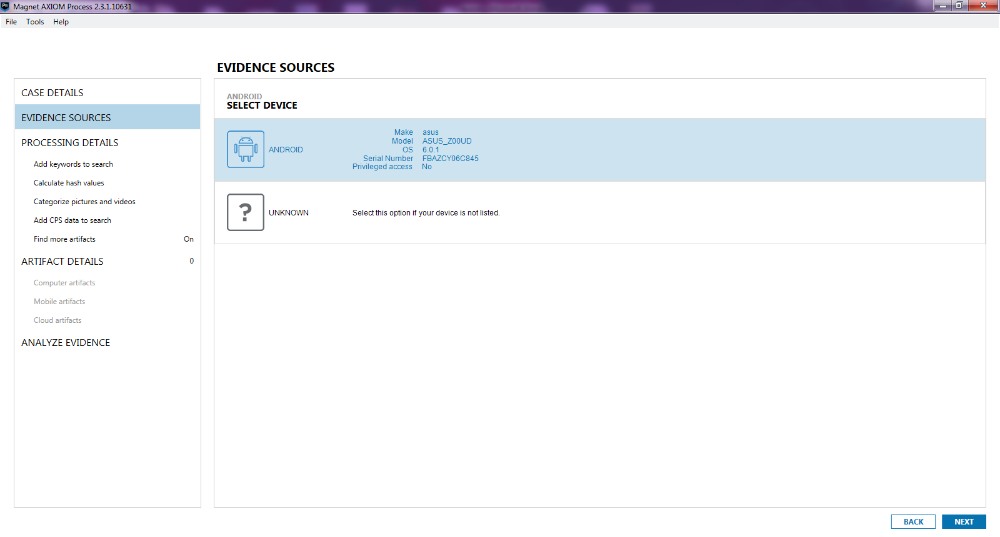 Magnet AXIOM Process 2.3.1.10631
File Tools Help
EVIDENCE SOURCES
CASE DETAILS
EVIDENCE SOURCES
PROCESSING DETAILS
Add keywords to search
Calculate hash values
Categorize pictures and videos
Add CPS data to search
Find more artifacts On
ARTIFACT DETAILS 0
Computer artifacts
Mobile artifacts
Cloud artifacts
ANALYZE EVIDENCE
ANDROID
SELECT DEVICE
ANDROID
Make asus
Model ASUS_Z00UD
OS 6.0.1
Serial Number FBAZCY06C845
Privileged access No
?
UNKNOWN Select this option if your device is not listed.
BACK NEXT